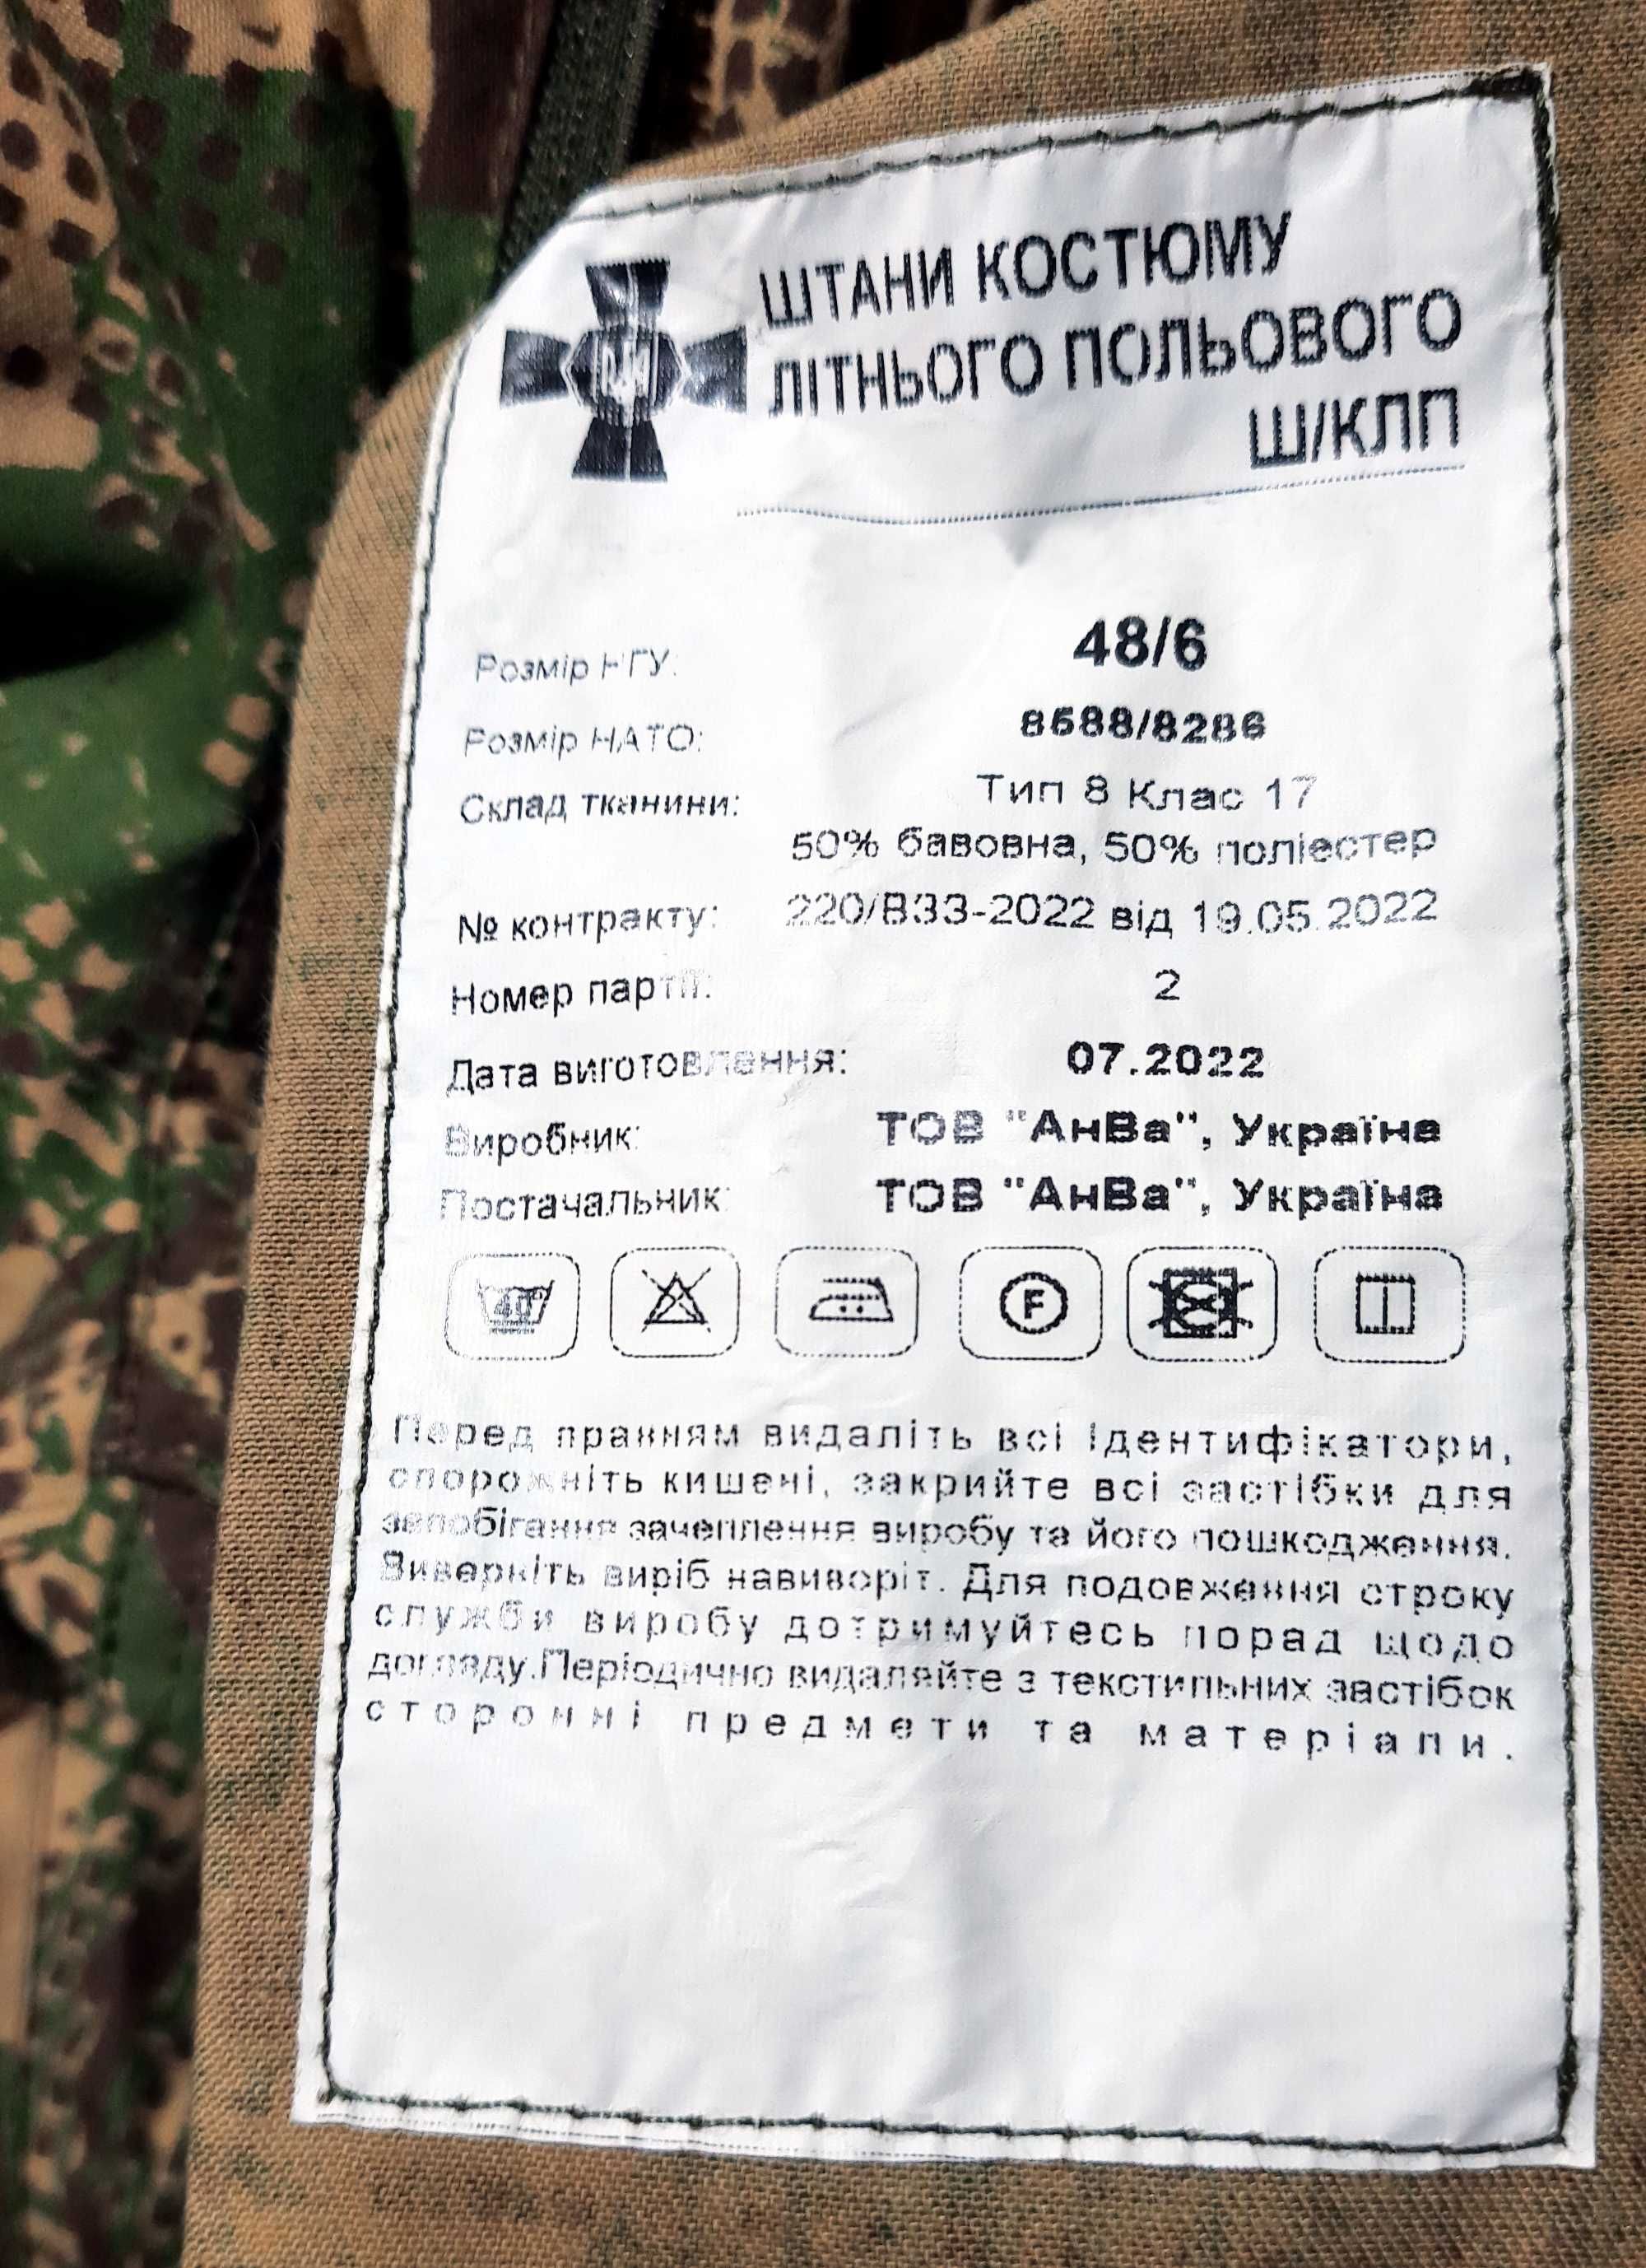 ШТАНИ КОСТЮМУ
ЛІТНЬОГО ПОЛЬОВОГО
Ш/КЛП
Розмір НГУ: 48/6
Розмір НАТО: 8588/8286
Склад тканини: Тип 8 Клас 17
50% бавовна, 50% поліестер
№ контракту: 220/ВЗЗ-2022 від 19.05.2022
Номер партії: 2
Дата виготовлення: 07.2022
Виробник: ТОВ "АнВа", Україна
Постачальник: ТОВ "АнВа", Україна
40° F
Перед пранням видаліть всі ідентифікатори,
спорожніть кишені, закрийте всі застібки для
запобігання зачеплення виробу та його пошкодження.
Виверніть виріб навиворіт. Для подовження строку
служби виробу дотримуйтесь порад щодо
догляду.Періодично видаляйте з текстильних застібок
сторонні предмети та матеріали.